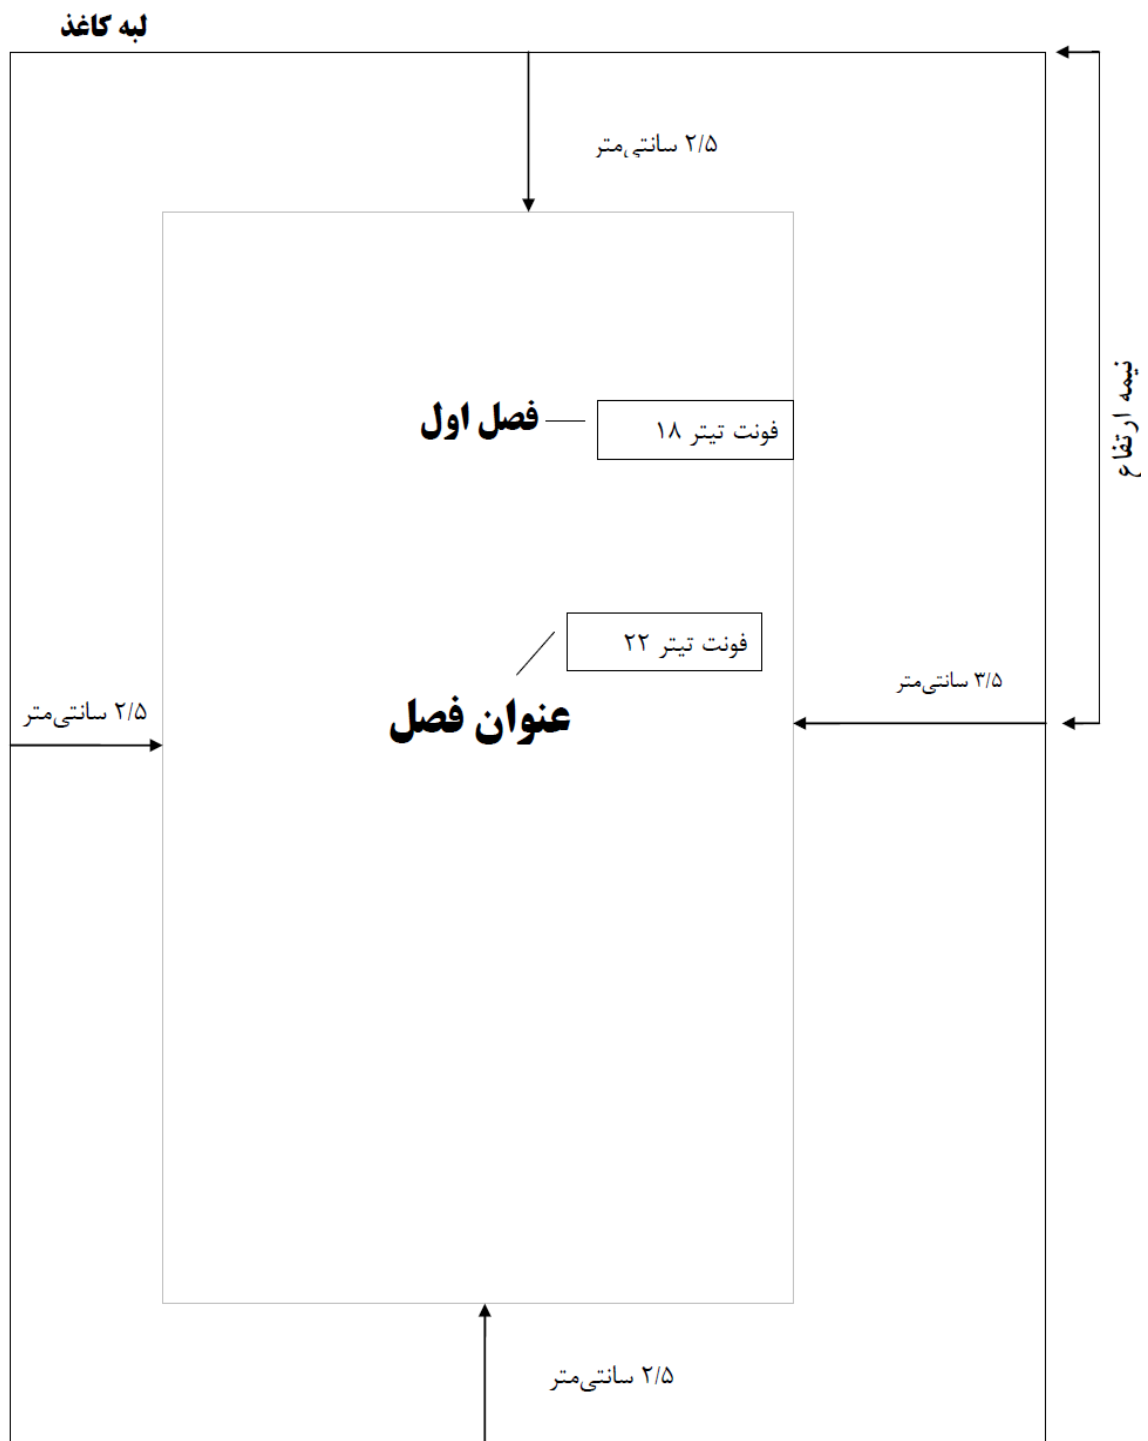 لبه کاغذ
۲/۵ سانتی‌متر
نیمه ارتفاع
فصل اول
فونت تیتر ۱۸
فونت تیتر ۲۲
۳/۵ سانتی‌متر
عنوان فصل
۲/۵ سانتی‌متر
۲/۵ سانتی‌متر